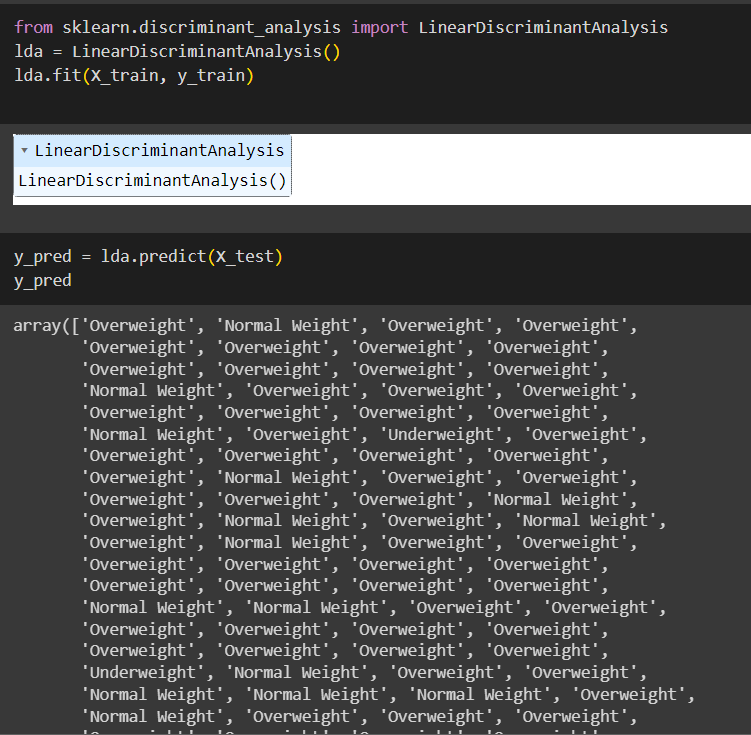 from sklearn.discriminant_analysis import LinearDiscriminantAnalysis
lda = LinearDiscriminantAnalysis()
lda.fit(X_train, y_train)
LinearDiscriminantAnalysis
LinearDiscriminantAnalysis()
y_pred = lda.predict(X_test)
y_pred
array(['Overweight', 'Normal Weight', 'Overweight', 'Overweight',
'Overweight', 'Overweight', 'Overweight', 'Overweight',
'Overweight', 'Overweight', 'Overweight', 'Overweight',
'Normal Weight', 'Overweight', 'Overweight', 'Overweight',
'Overweight', 'Overweight', 'Overweight', 'Overweight',
'Normal Weight', 'Overweight', 'Underweight', 'Overweight',
'Overweight', 'Overweight', 'Overweight', 'Overweight',
'Overweight', 'Normal Weight', 'Overweight', 'Overweight',
'Overweight', 'Overweight', 'Overweight', 'Normal Weight',
'Overweight', 'Normal Weight', 'Overweight', 'Normal Weight',
'Overweight', 'Normal Weight', 'Overweight', 'Overweight',
'Overweight', 'Overweight', 'Overweight', 'Overweight',
'Overweight', 'Overweight', 'Overweight', 'Overweight',
'Normal Weight', 'Normal Weight', 'Overweight', 'Overweight',
'Overweight', 'Overweight', 'Overweight', 'Overweight',
'Overweight', 'Overweight', 'Overweight', 'Overweight',
'Underweight', 'Normal Weight', 'Overweight', 'Overweight',
'Normal Weight', 'Normal Weight', 'Normal Weight', 'Overweight',
'Normal Weight', 'Overweight', 'Overweight', 'Overweight',